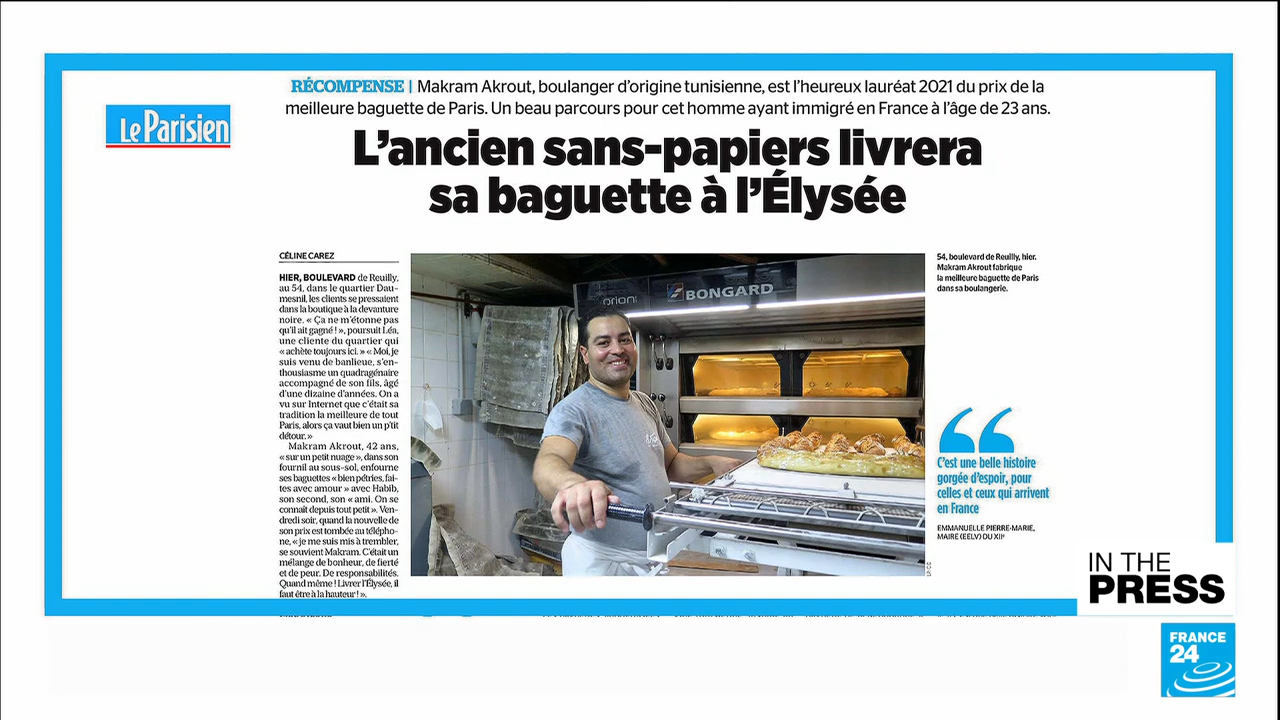 RÉCOMPENSE | Makram Akrout, boulanger d'origine tunisienne, est l'heureux lauréat 2021 du prix de la
meilleure baguette de Paris. Un beau parcours pour cet homme ayant immigré en France à l'âge de 23 ans.
Le Parisien
L'ancien sans-papiers livrera
sa baguette à l'Élysée
CÉLINE CAREZ
HIER, BOULEVARD de Reuilly,
au 54, dans le quartier Dau-
mesnil, les clients se pressaient
dans la boutique à la devanture
noire. « Ça ne m'étonne pas
qu'il ait gagné ! », poursuit Léa,
une cliente du quartier qui
« achète toujours ici. » « Moi, je
suis venu de banlieue, s'en-
thousiasme un quadragénaire
accompagné de son fils, âgé
d'une dizaine d'années. On a
vu sur Internet que c'était sa
tradition la meilleure de tout
Paris, alors ça vaut bien un p'tit
détour. »
Makram Akrout, 42 ans,
« sur un petit nuage », dans son
fournil au sous-sol, enfourne
ses baguettes « bien pétries, fai-
tes avec amour » avec Habib,
son second, son « ami. On se
connaît depuis tout petit ». Ven-
dredi soir, quand la nouvelle de
son prix est tombée au télépho-
ne, « je me suis mis à trembler,
se souvient Makram. C'était un
mélange de bonheur, de fierté
et de peur. De responsabilités.
Quand même ! Livrer l'Élysée, il
faut être à la hauteur ! ».
orion
BONGARD
54, boulevard de Reuilly, hier.
Makram Akrout fabrique
la meilleure baguette de Paris
dans sa boulangerie.
“
C'est une belle histoire
gorgée d'espoir, pour
celles et ceux qui arrivent
en France
EMMANUELLE PIERRE-MARIE,
MAIRE (EELV) DU XIIe
IN THE
PRESS
FRANCE
24